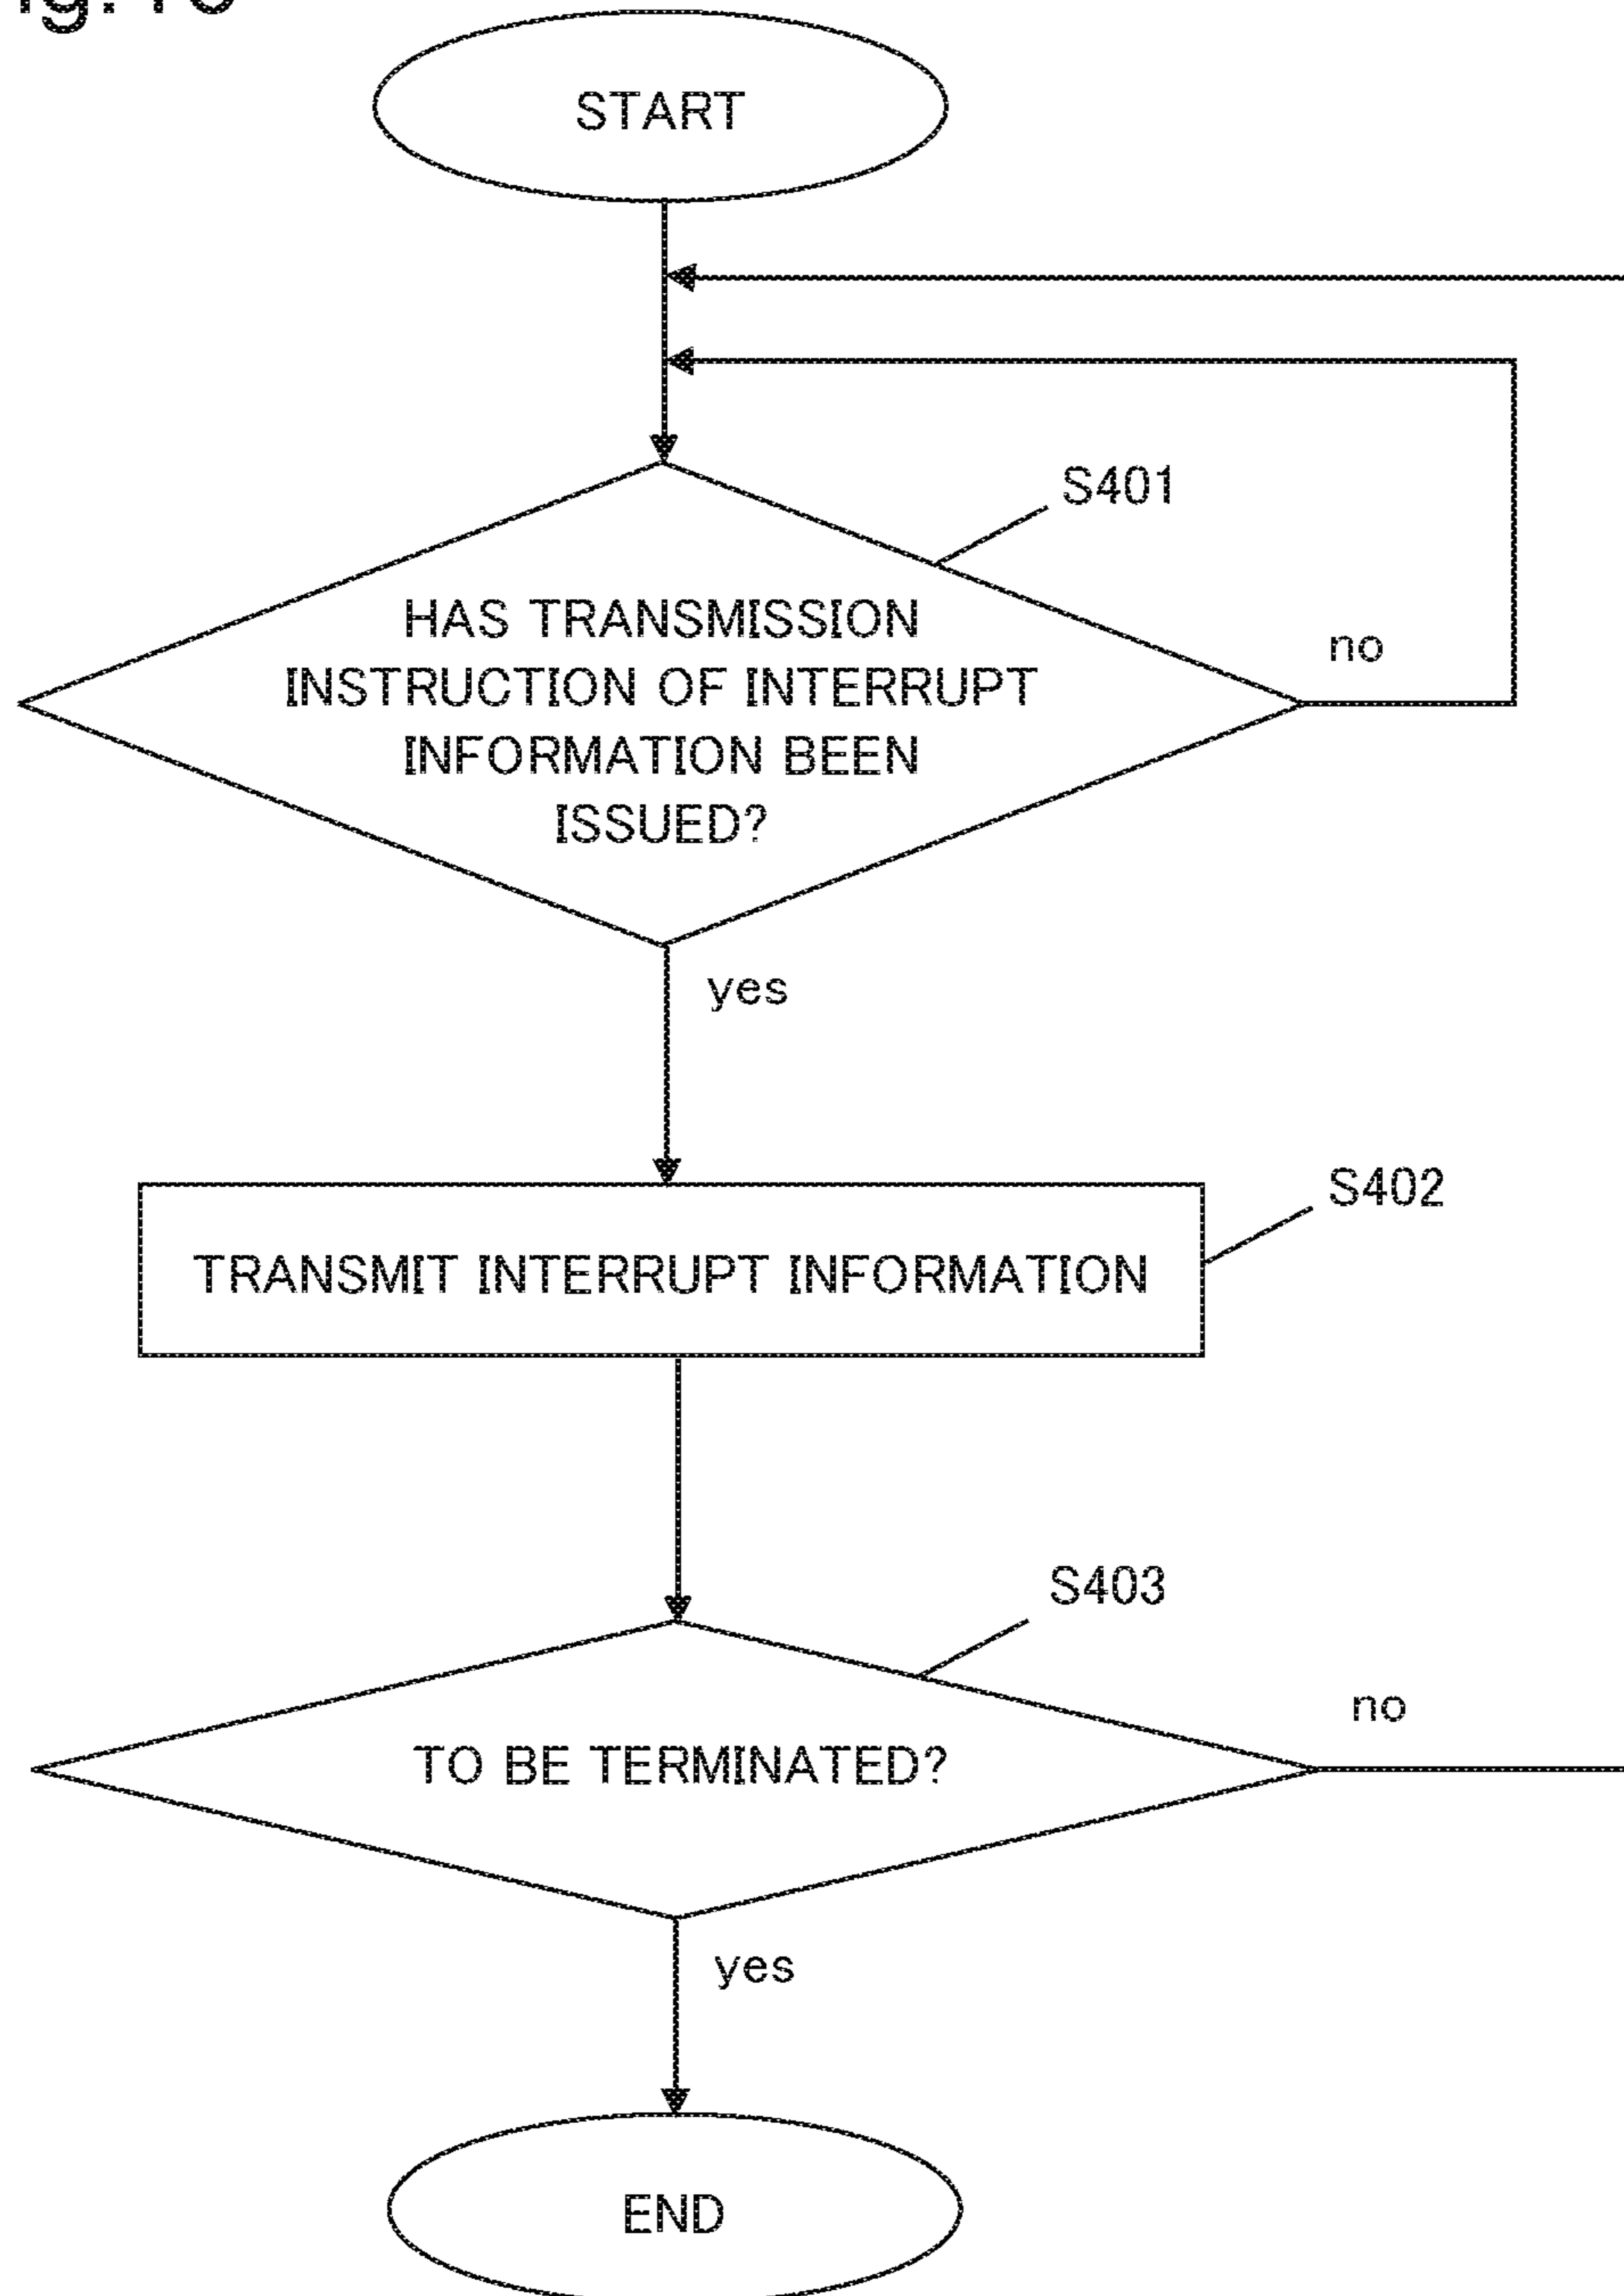 START
S401
HAS TRANSMISSION
INSTRUCTION OF INTERRUPT
INFORMATION BEEN
ISSUED?
no
yes
S402
TRANSMIT INTERRUPT INFORMATION
S403
no
TO BE TERMINATED?
yes
END